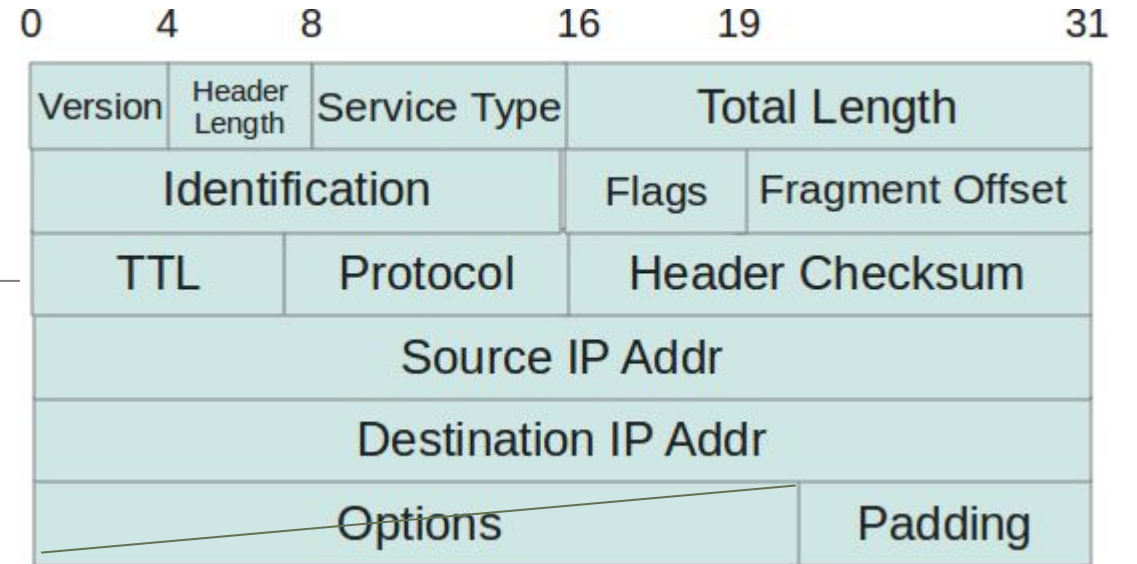 0 4 8 16 19 31
Version Header Length Service Type Total Length
Identification Flags Fragment Offset
TTL Protocol Header Checksum
Source IP Addr
Destination IP Addr
Options Padding